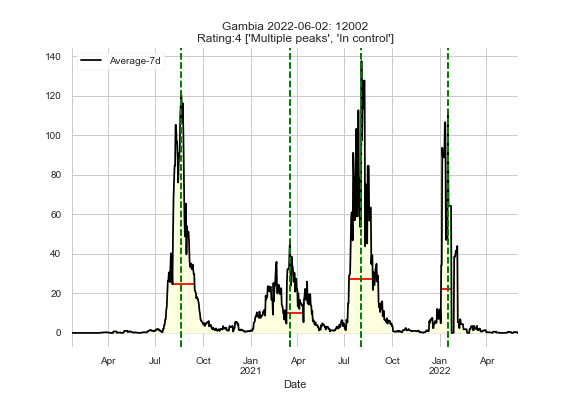 Gambia 2022-06-02: 12002
Rating:4 ['Multiple peaks', 'In control']
Average-7d
140
120
100
80
60
40
20
0
Apr Jul Oct Jan Apr Jul Oct Jan Apr
2021 2022
Date